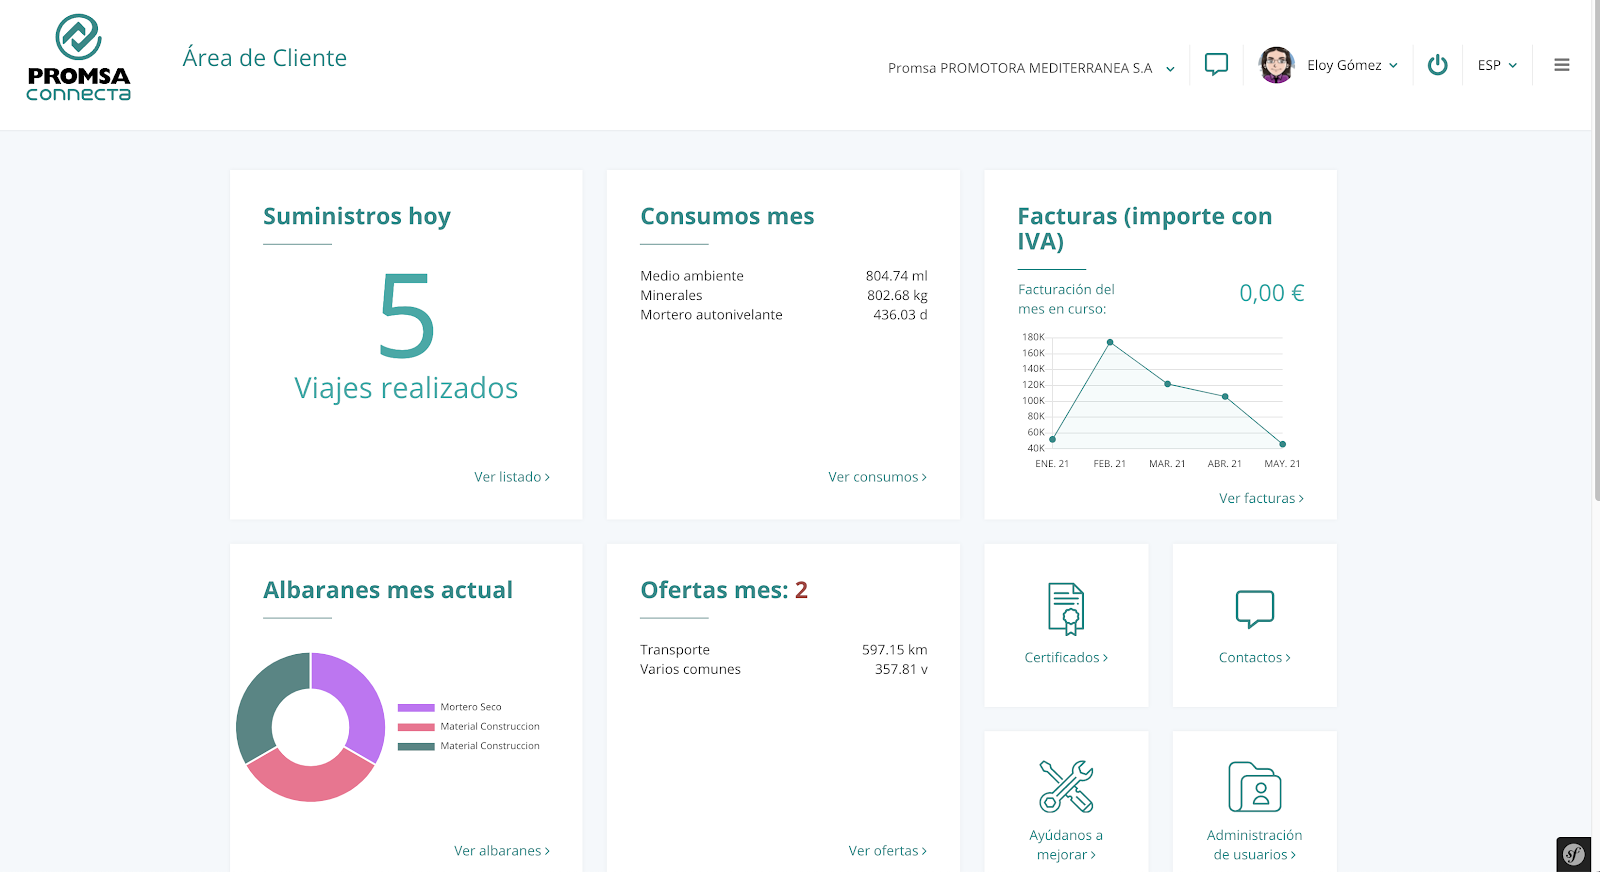 PROMSA
connecta
Área de Cliente
Promsa PROMOTORA MEDITERRANEA S.A
Eloy Gómez
ESP
Suministros hoy
5
Viajes realizados
Ver listado
Consumos mes
Medio ambiente 804.74 ml
Minerales 802.68 kg
Mortero autonivelante 436.03 d
Ver consumos
Facturas (importe con
IVA)
Facturación del
mes en curso:
0,00 €
180K
160K
140K
120K
100K
80K
60K
40K
ENE. 21 FEB. 21 MAR. 21 ABR. 21 MAY. 21
Ver facturas
Albaranes mes actual
Mortero Seco
Material Construccion
Material Construccion
Ver albaranes
Ofertas mes: 2
Transporte 597.15 km
Varios comunes 357.81 v
Ver ofertas
Certificados
Contactos
Ayúdanos a
mejorar
Administración
de usuarios
sf